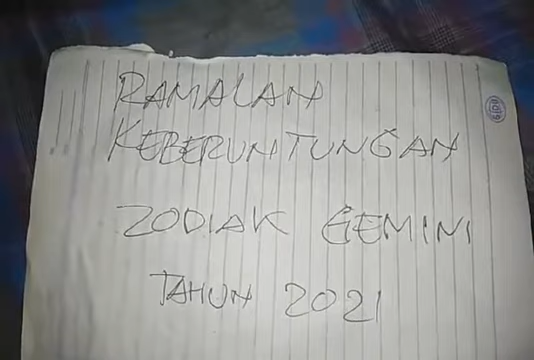 RAMALAN
KEBERUNTUNGAN
ZODIAK GEMINI
TAHUN 2021